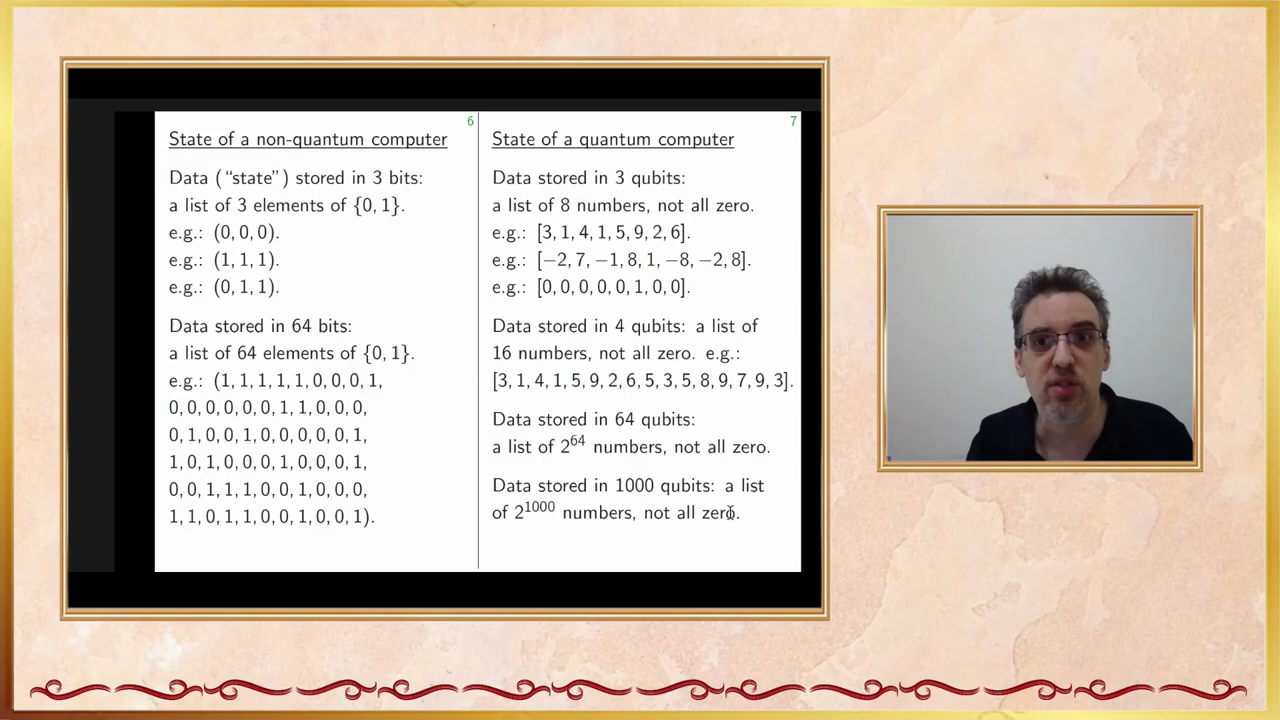 6
State of a non-quantum computer
Data (“state”) stored in 3 bits:
a list of 3 elements of {0, 1}.
e.g.: (0, 0, 0).
e.g.: (1, 1, 1).
e.g.: (0, 1, 1).
Data stored in 64 bits:
a list of 64 elements of {0, 1}.
e.g.: (1, 1, 1, 1, 1, 0, 0, 0, 1,
0, 0, 0, 0, 0, 0, 1, 1, 0, 0, 0,
0, 1, 0, 0, 1, 0, 0, 0, 0, 0, 1,
1, 0, 1, 0, 0, 0, 1, 0, 0, 0, 1,
0, 0, 1, 1, 1, 0, 0, 1, 0, 0, 0,
1, 1, 0, 1, 1, 0, 0, 1, 0, 0, 1).
7
State of a quantum computer
Data stored in 3 qubits:
a list of 8 numbers, not all zero.
e.g.: [3, 1, 4, 1, 5, 9, 2, 6].
e.g.: [−2, 7, −1, 8, 1, −8, −2, 8].
e.g.: [0, 0, 0, 0, 0, 1, 0, 0].
Data stored in 4 qubits: a list of
16 numbers, not all zero. e.g.:
[3, 1, 4, 1, 5, 9, 2, 6, 5, 3, 5, 8, 9, 7, 9, 3].
Data stored in 64 qubits:
a list of 2^64 numbers, not all zero.
Data stored in 1000 qubits: a list
of 2^1000 numbers, not all zero.